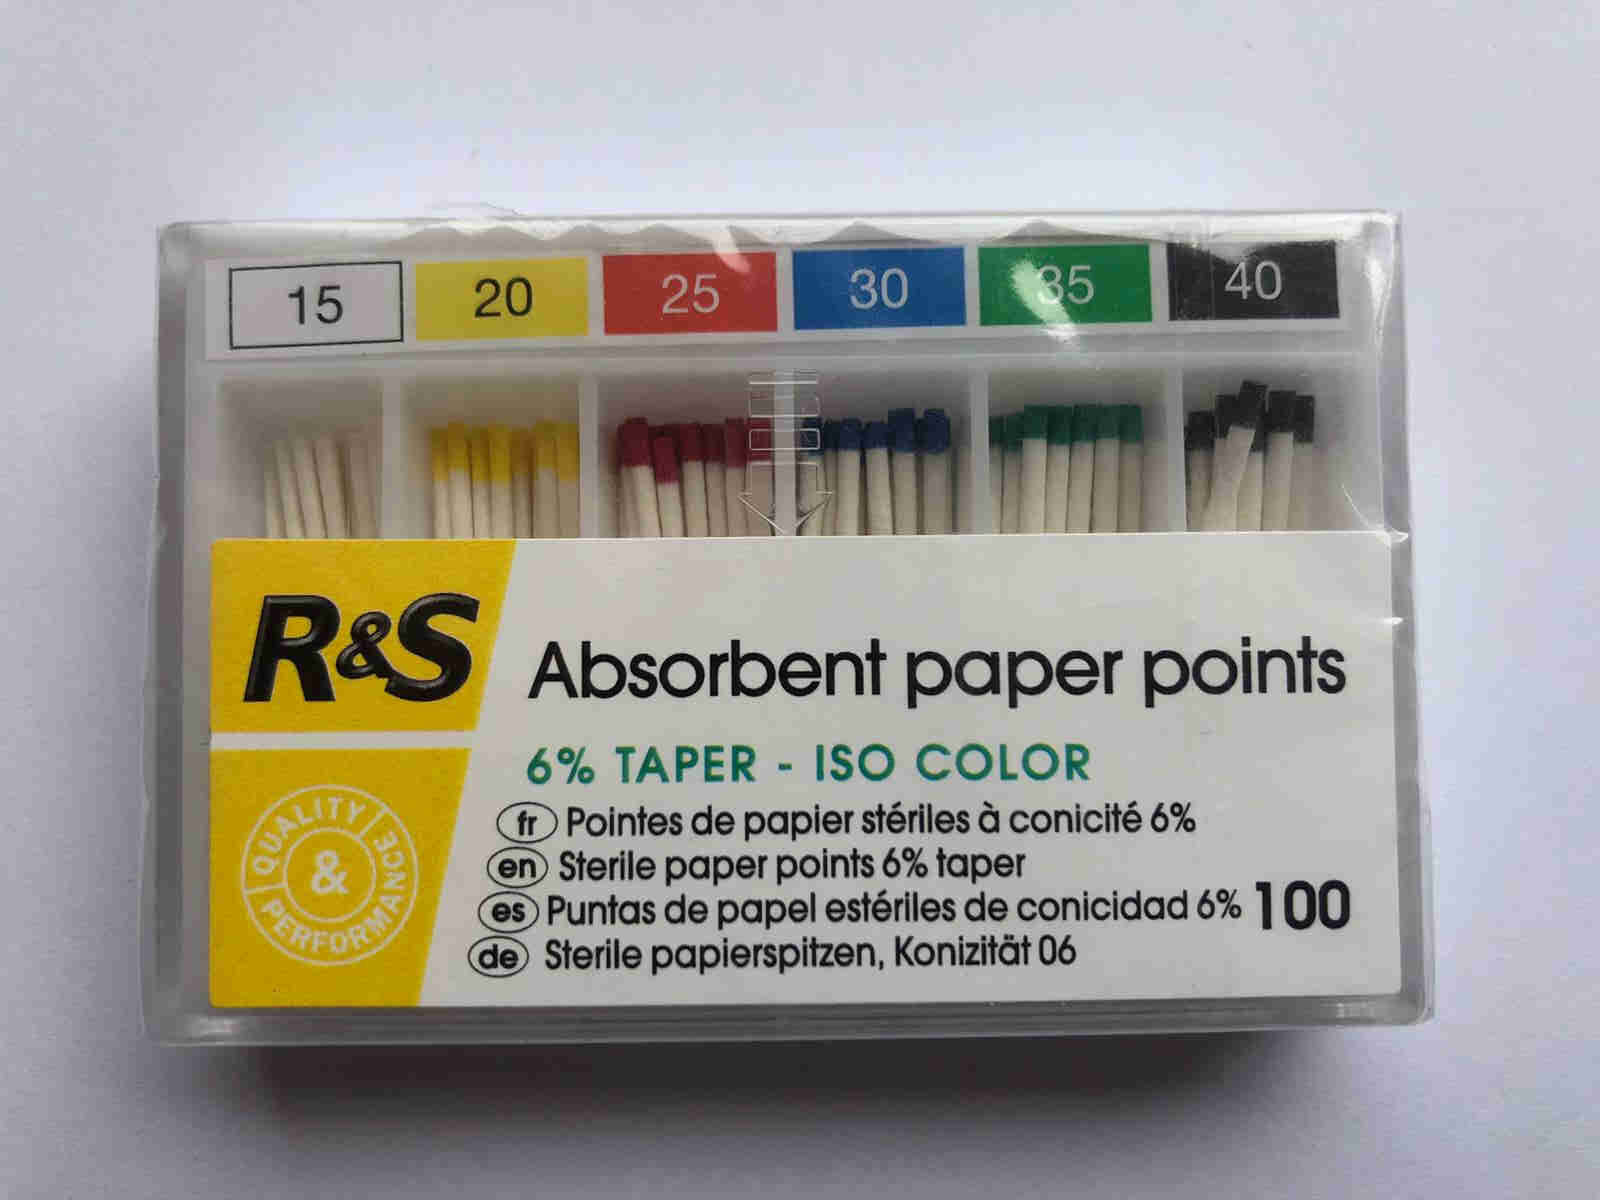 15 20 25 30 35 40
R&S
Absorbent paper points
6% TAPER - ISO COLOR
fr Pointes de papier stériles à conicité 6%
en Sterile paper points 6% taper
es Puntas de papel estériles de conicidad 6% 100
de Sterile papierspitzen, Konizität 06
QUALITY
&
PERFORMANCE